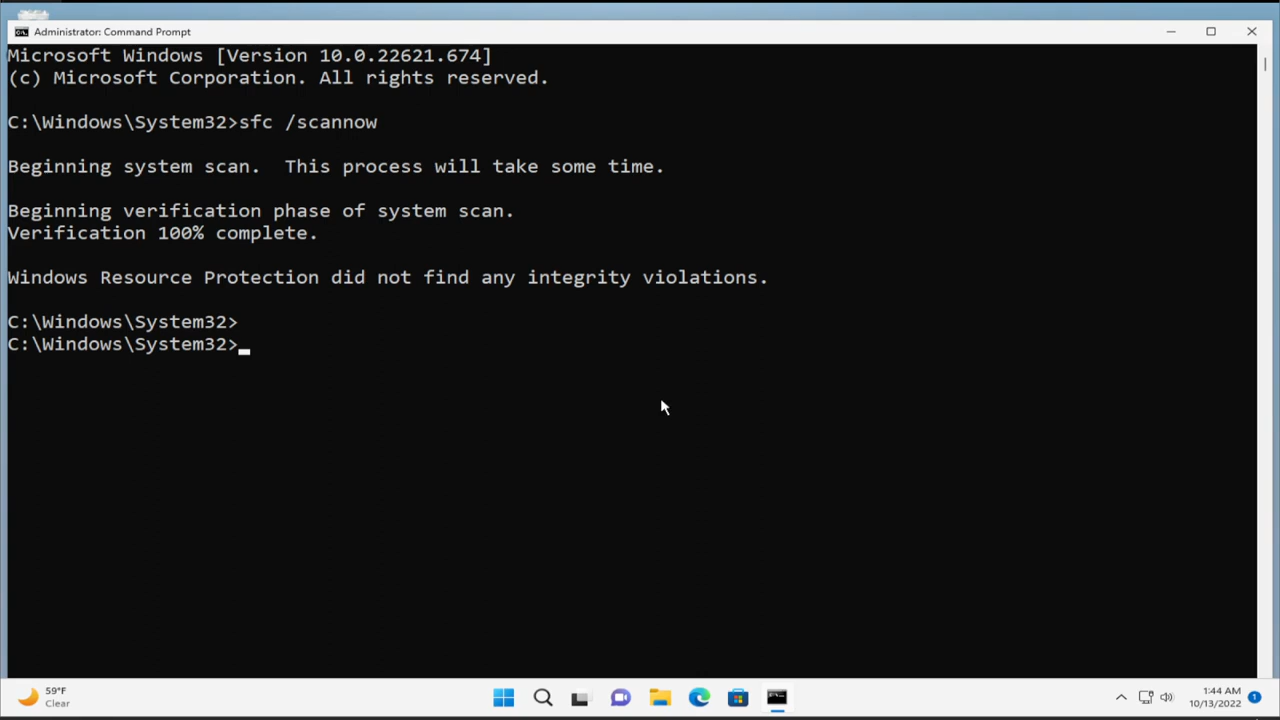 Administrator: Command Prompt
Microsoft Windows [Version 10.0.22621.674]
(c) Microsoft Corporation. All rights reserved.
C:\Windows\System32>sfc /scannow
Beginning system scan.  This process will take some time.
Beginning verification phase of system scan.
Verification 100% complete.
Windows Resource Protection did not find any integrity violations.
C:\Windows\System32>
C:\Windows\System32>
59°F
Clear
1:44 AM
10/13/2022
1